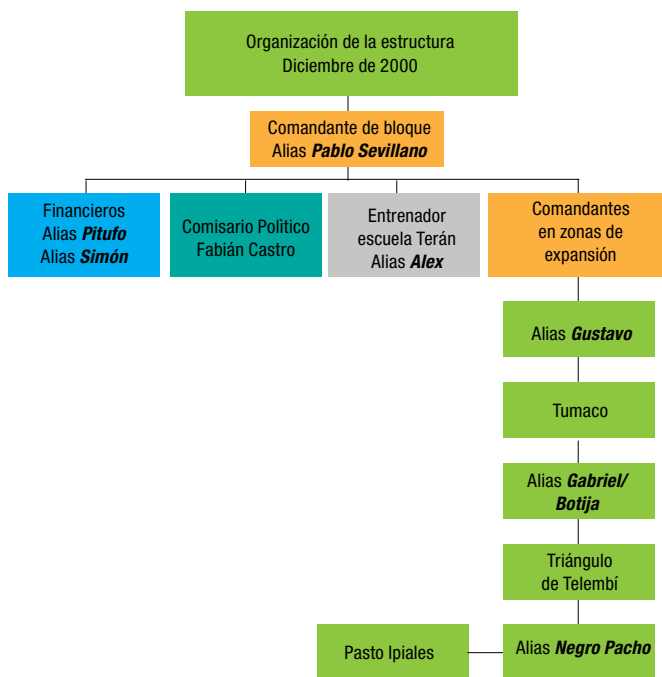 Organización de la estructura
Diciembre de 2000
Comandante de bloque
Alias Pablo Sevillano
Financieros
Alias Pitufo
Alias Simón
Comisario Polìtico
Fabián Castro
Entrenador
escuela Terán
Alias Alex
Comandantes
en zonas de
expansión
Alias Gustavo
Tumaco
Alias Gabriel/
Botija
Triángulo
de Telembí
Alias Negro Pacho
Pasto Ipiales